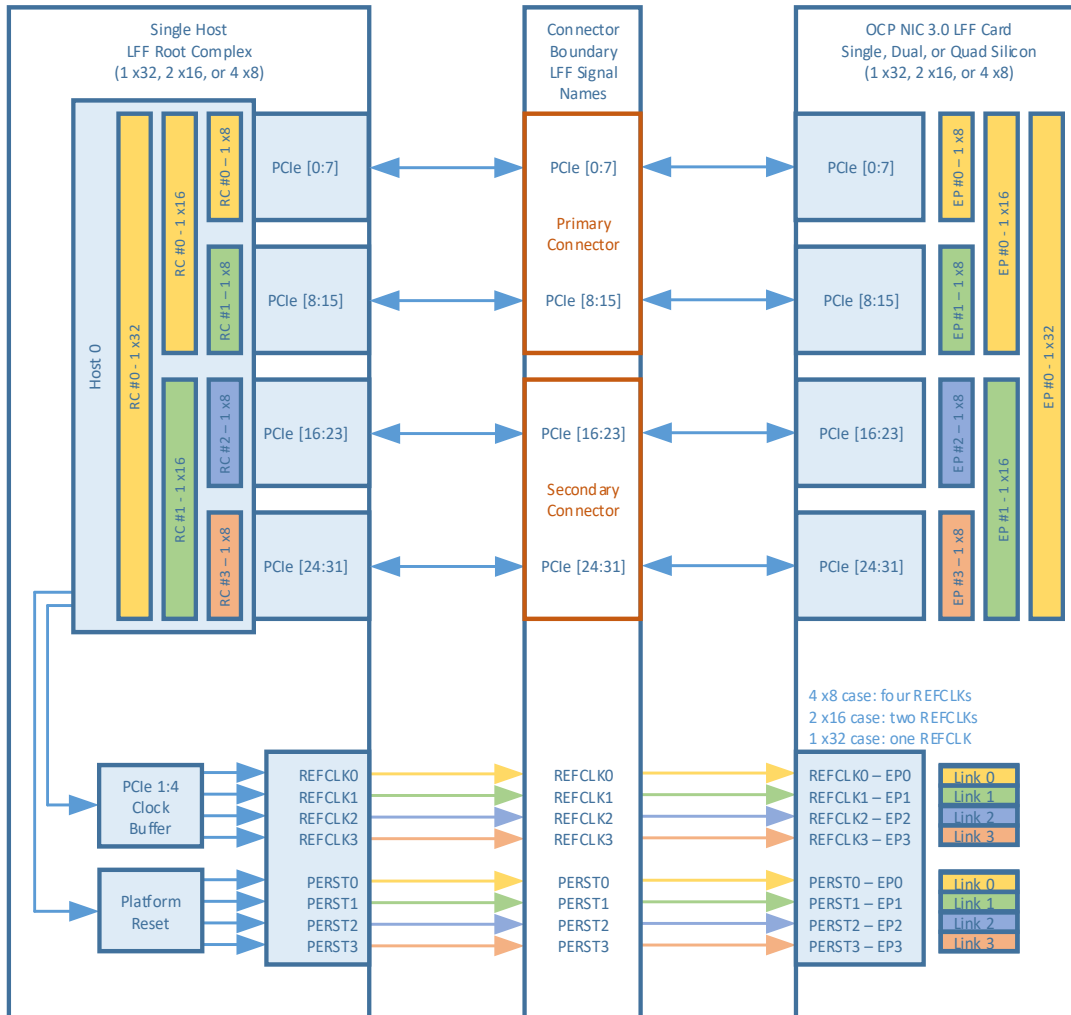 Single Host
LFF Root Complex
(1 x32, 2 x16, or 4 x8)
Host 0
RC #0 - 1 x32
RC #0 - 1 x16
RC #1 - 1 x16
RC #0 – 1 x8
RC #1 – 1 x8
RC #2 – 1 x8
RC #3 – 1 x8
PCIe [0:7]
PCIe [8:15]
PCIe [16:23]
PCIe [24:31]
PCIe 1:4
Clock
Buffer
Platform
Reset
REFCLK0
REFCLK1
REFCLK2
REFCLK3
PERST0
PERST1
PERST2
PERST3
Connector
Boundary
LFF Signal
Names
PCIe [0:7]
Primary
Connector
PCIe [8:15]
PCIe [16:23]
Secondary
Connector
PCIe [24:31]
REFCLK0
REFCLK1
REFCLK2
REFCLK3
PERST0
PERST1
PERST2
PERST3
OCP NIC 3.0 LFF Card
Single, Dual, or Quad Silicon
(1 x32, 2 x16, or 4 x8)
PCIe [0:7]
PCIe [8:15]
PCIe [16:23]
PCIe [24:31]
EP #0 – 1 x8
EP #1 – 1 x8
EP #2 – 1 x8
EP #3 – 1 x8
EP #0 - 1 x16
EP #1 - 1 x16
EP #0 - 1 x32
4 x8 case: four REFCLKs
2 x16 case: two REFCLKs
1 x32 case: one REFCLK
REFCLK0 – EP0
REFCLK1 – EP1
REFCLK2 – EP2
REFCLK3 – EP3
Link 0
Link 1
Link 2
Link 3
PERST0 – EP0
PERST1 – EP1
PERST2 – EP2
PERST3 – EP3
Link 0
Link 1
Link 2
Link 3